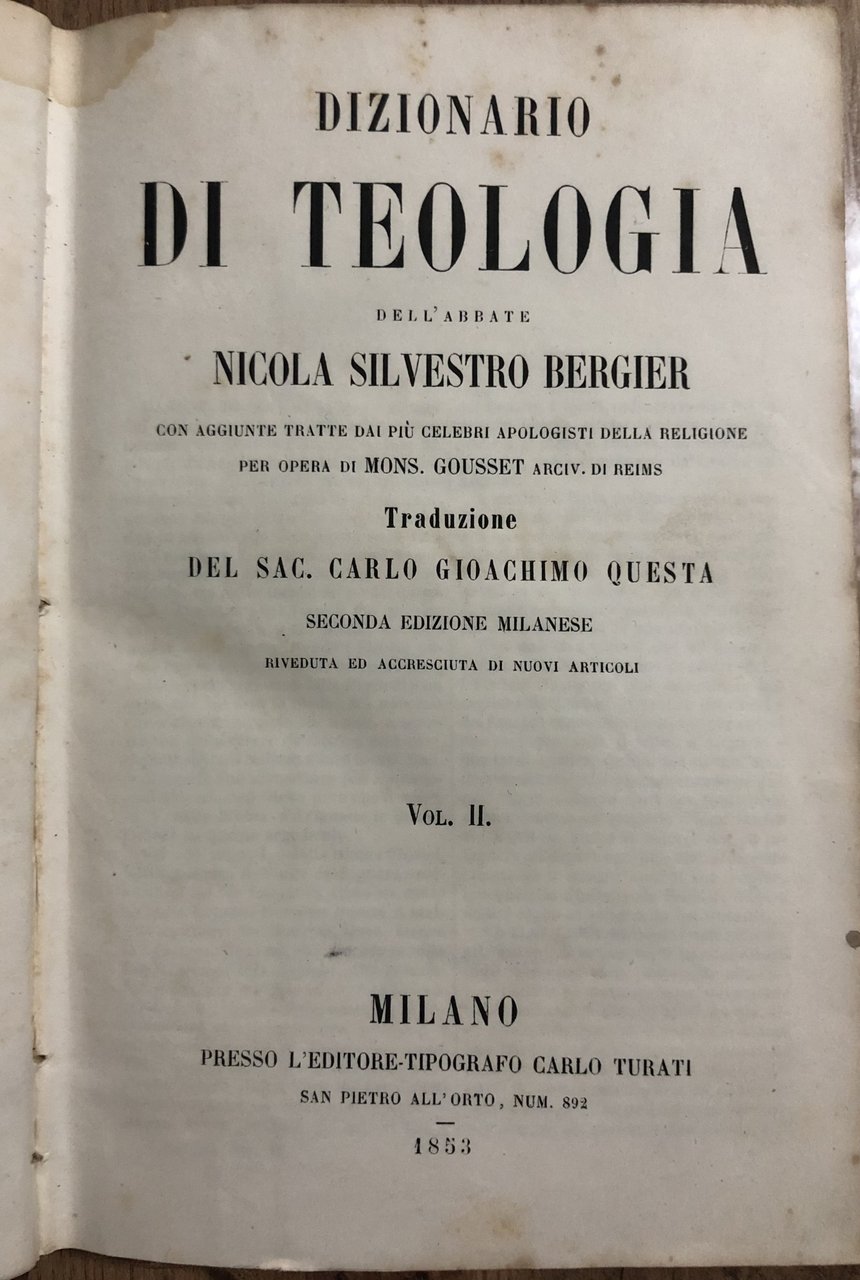 DIZIONARIO
DI TEOLOGIA
DELL'ABBATE
NICOLA SILVESTRO BERGIER
CON AGGIUNTE TRATTE DAI PIÙ CELEBRI APOLOGISTI DELLA RELIGIONE
PER OPERA DI MONS. GOUSSET ARCIV. DI REIMS
Traduzione
DEL SAC. CARLO GIOACHIMO QUESTA
SECONDA EDIZIONE MILANESE
RIVEDUTA ED ACCRESCIUTA DI NUOVI ARTICOLI
VOL. II.
MILANO
PRESSO L'EDITORE-TIPOGRAFO CARLO TURATI
SAN PIETRO ALL'ORTO, NUM. 892
1853